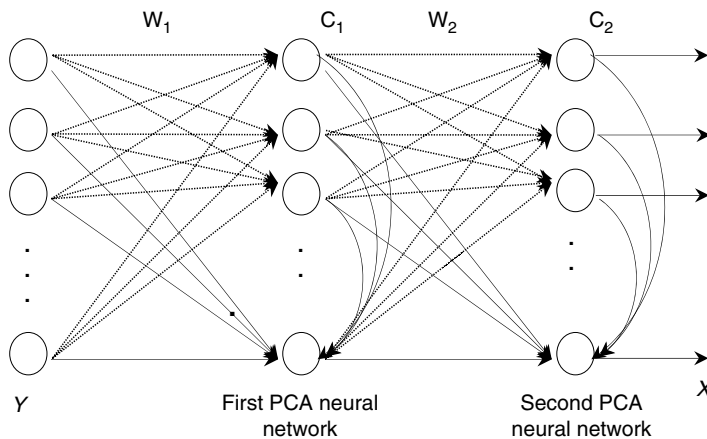 W1 C1 W2 C2
Y
First PCA neural
network
Second PCA
neural network
X